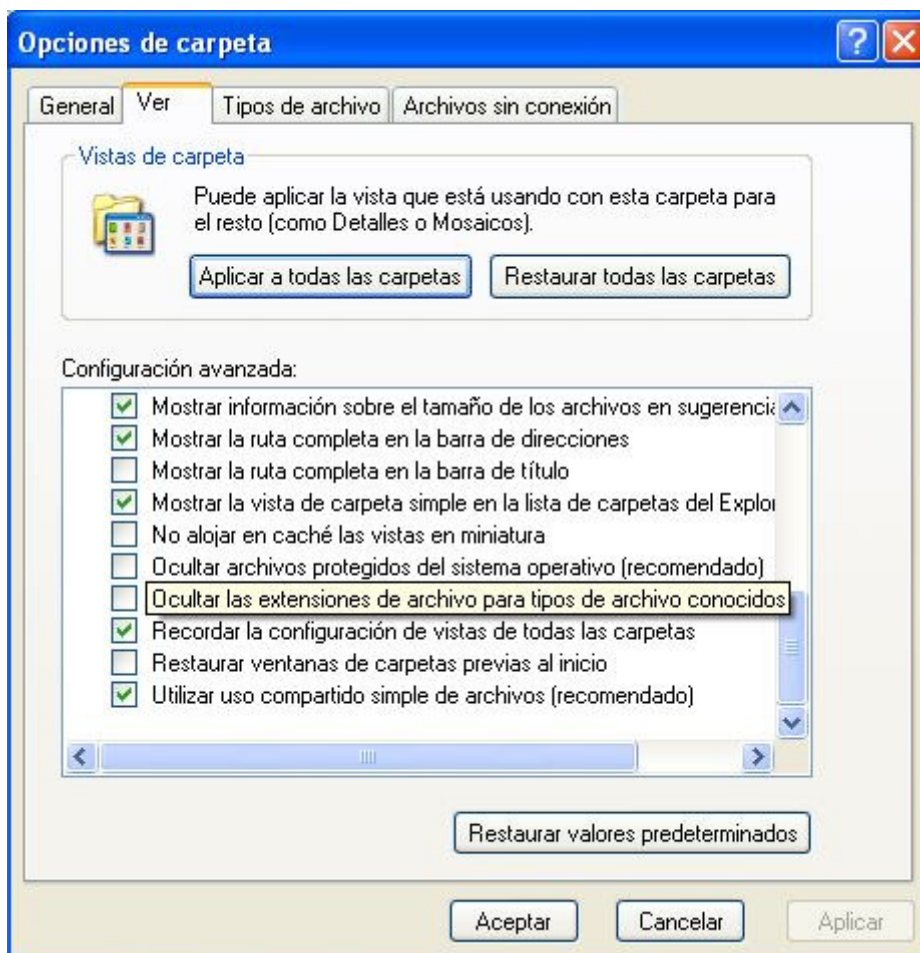 Opciones de carpeta
General
Ver
Tipos de archivo
Archivos sin conexión
Vistas de carpeta
Puede aplicar la vista que está usando con esta carpeta para
el resto (como Detalles o Mosaicos).
Aplicar a todas las carpetas
Restaurar todas las carpetas
Configuración avanzada:
Mostrar información sobre el tamaño de los archivos en sugerencia
Mostrar la ruta completa en la barra de direcciones
Mostrar la ruta completa en la barra de título
Mostrar la vista de carpeta simple en la lista de carpetas del Explor
No alojar en caché las vistas en miniatura
Ocultar archivos protegidos del sistema operativo (recomendado)
Ocultar las extensiones de archivo para tipos de archivo conocidos
Recordar la configuración de vistas de todas las carpetas
Restaurar ventanas de carpetas previas al inicio
Utilizar uso compartido simple de archivos (recomendado)
Restaurar valores predeterminados
Aceptar
Cancelar
Aplicar